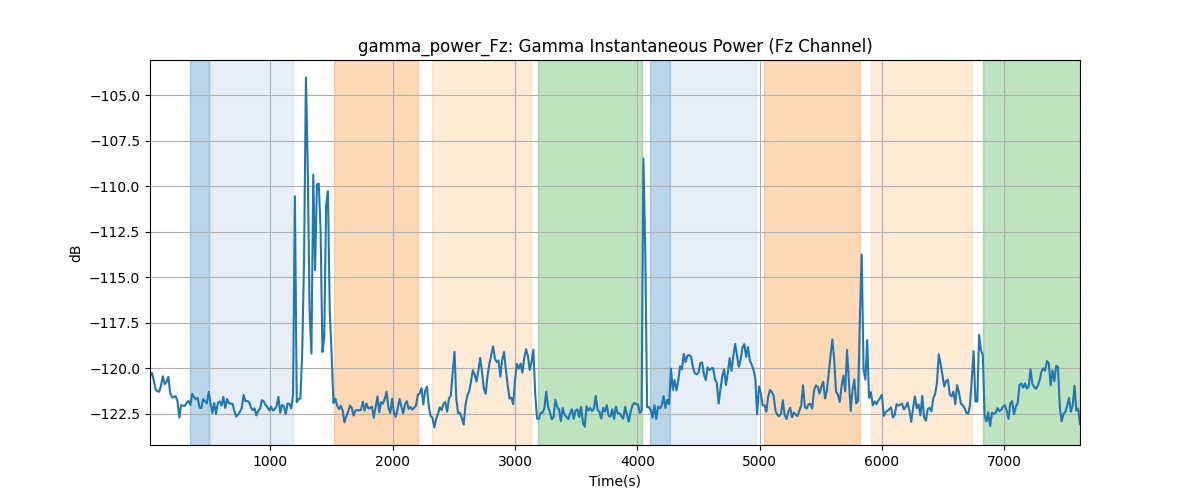 gamma_power_Fz: Gamma Instantaneous Power (Fz Channel)
−105.0
−107.5
−110.0
−112.5
−115.0
−117.5
−120.0
−122.5
dB
1000 2000 3000 4000 5000 6000 7000
Time(s)